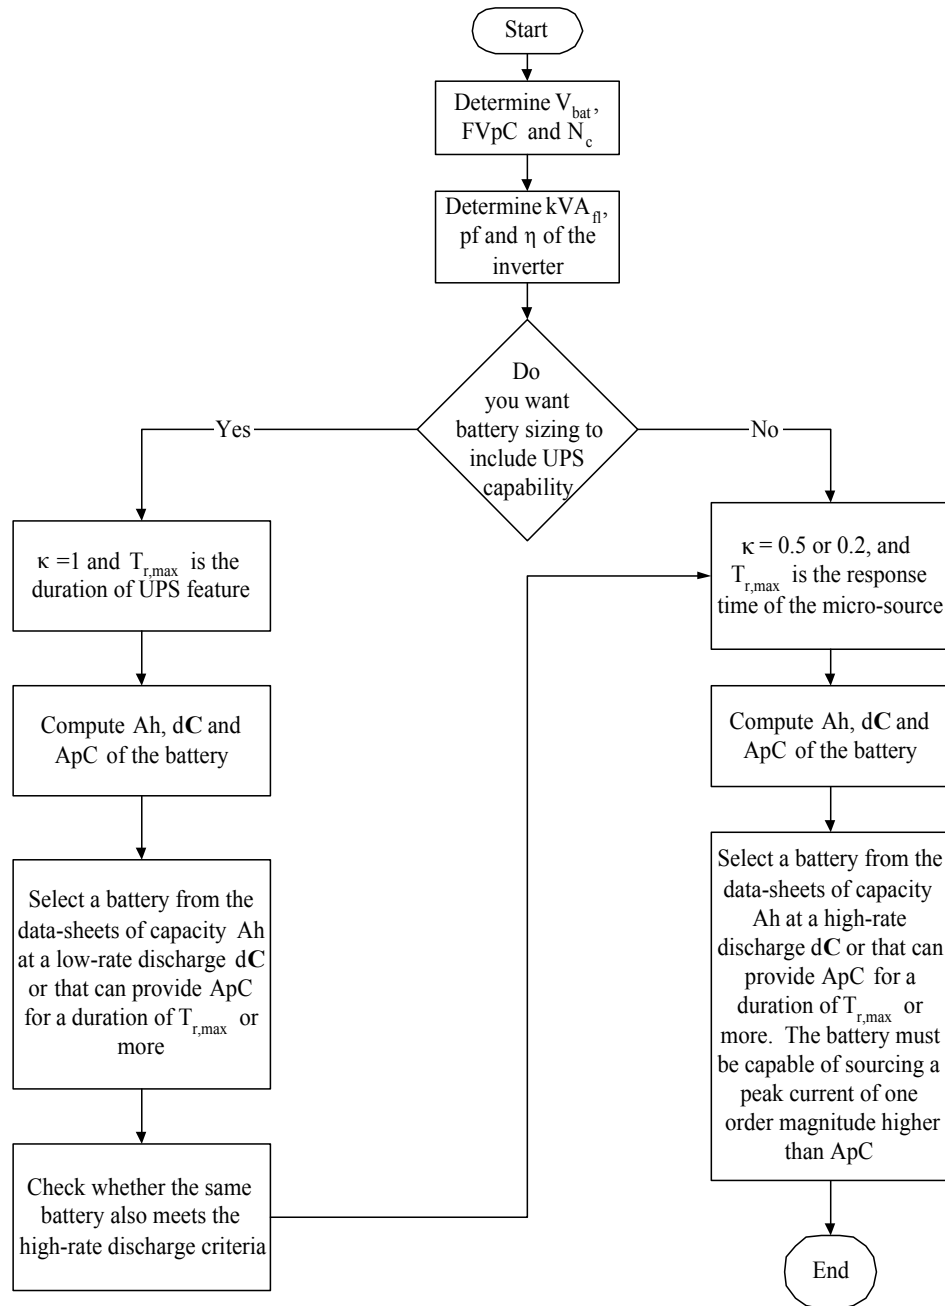 Start
Determine V_bat,
FVpC and N_c
Determine kVA_fl,
pf and η of the
inverter
Do
you want
battery sizing to
include UPS
capability
Yes
No
κ =1 and T_r,max is the
duration of UPS feature
Compute Ah, dC and
ApC of the battery
Select a battery from the
data-sheets of capacity Ah
at a low-rate discharge dC
or that can provide ApC
for a duration of T_r,max or
more
Check whether the same
battery also meets the
high-rate discharge criteria
κ = 0.5 or 0.2, and
T_r,max is the response
time of the micro-source
Compute Ah, dC and
ApC of the battery
Select a battery from the
data-sheets of capacity
Ah at a high-rate
discharge dC or that can
provide ApC for a
duration of T_r,max or
more. The battery must
be capable of sourcing a
peak current of one
order magnitude higher
than ApC
End